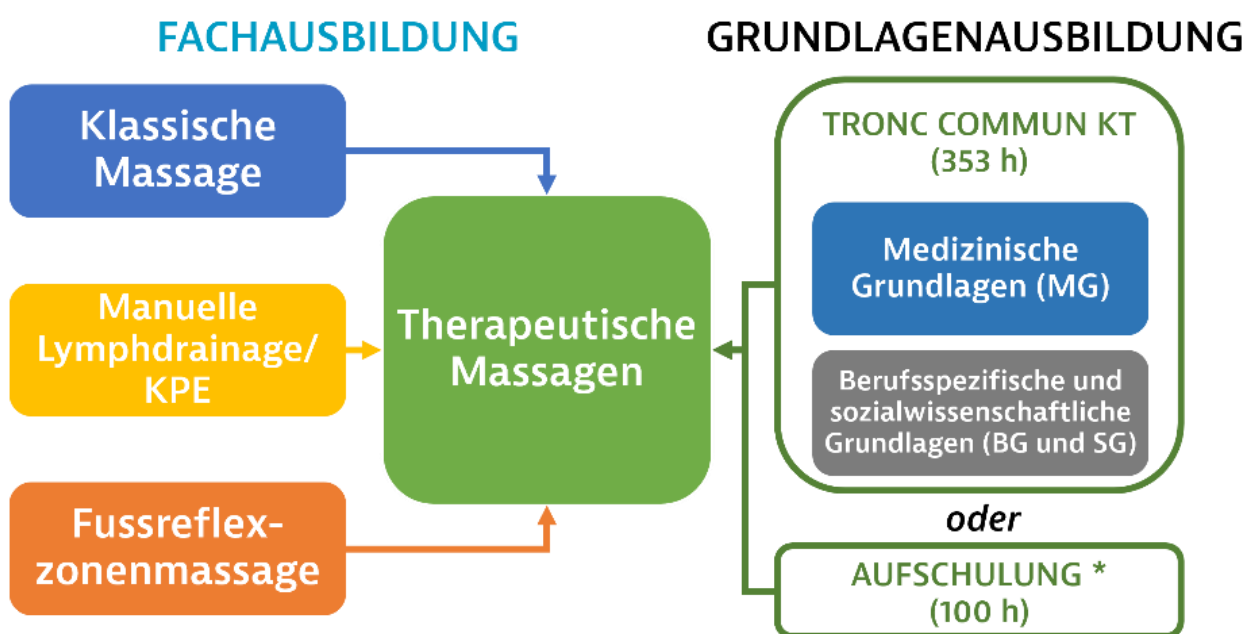 FACHAUSBILDUNG
Klassische
Massage
Manuelle
Lymphdrainage/
KPE
Fussreflex-
zonenmassage
Therapeutische
Massagen
GRUNDLAGENAUSBILDUNG
TRONC COMMUN KT
(353 h)
Medizinische
Grundlagen (MG)
Berufsspezifische und
sozialwissenschaftliche
Grundlagen (BG und SG)
oder
AUFSCHULUNG *
(100 h)